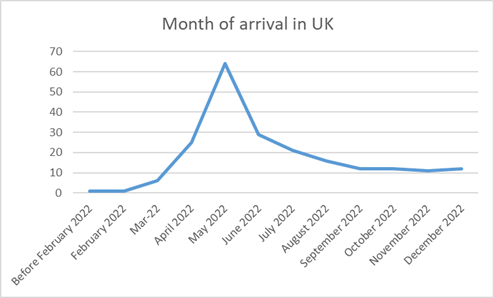 Month of arrival in UK
70
60
50
40
30
20
10
0
Before February 2022
February 2022
Mar-22
April 2022
May 2022
June 2022
July 2022
August 2022
September 2022
October 2022
November 2022
December 2022